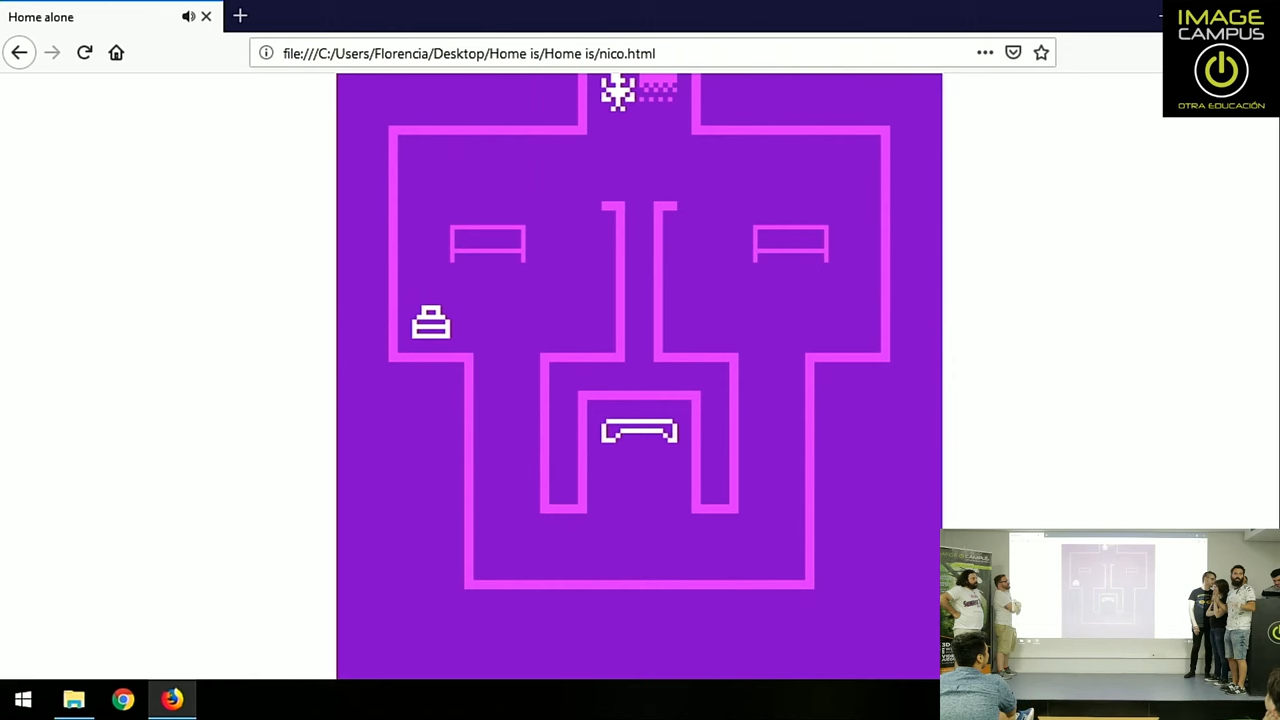 Home alone
file:///C:/Users/Florencia/Desktop/Home is/Home is/nico.html
IMAGE
CAMPUS
OTRA EDUCACIÓN